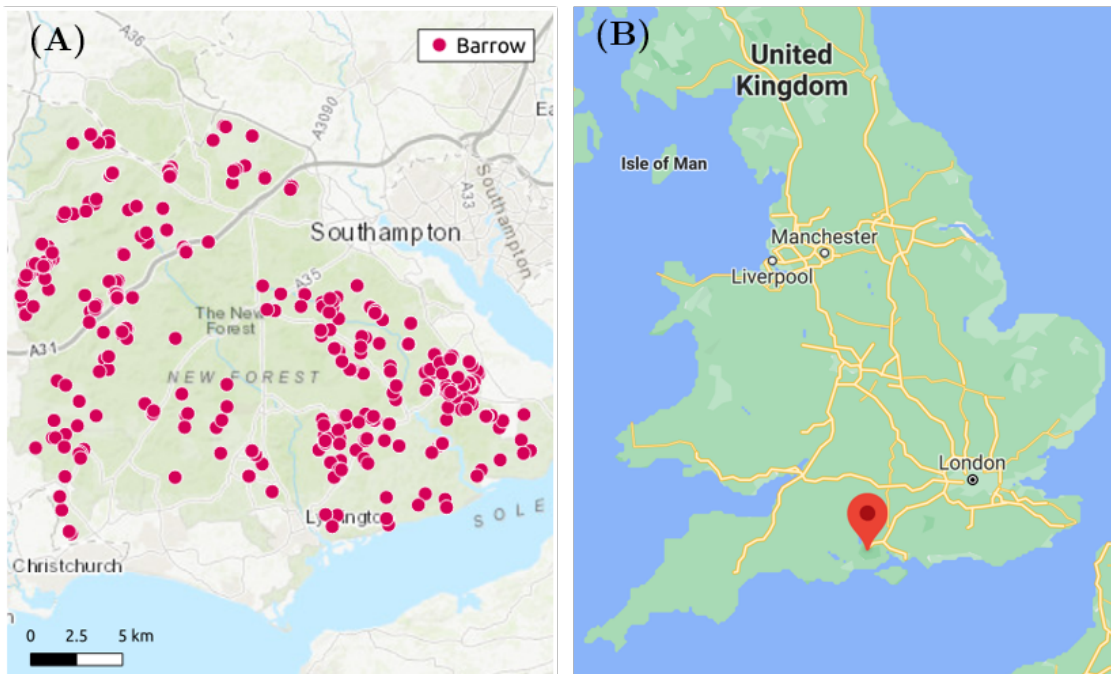 (A)
A36
Barrow
A3090
Ea
A33
Southampton
Southampton
A35
The New
Forest
A31
NEW FOREST
SOLE
Christchurch
0 2.5 5 km
(B)
United
Kingdom
Isle of Man
Manchester
Liverpool
London